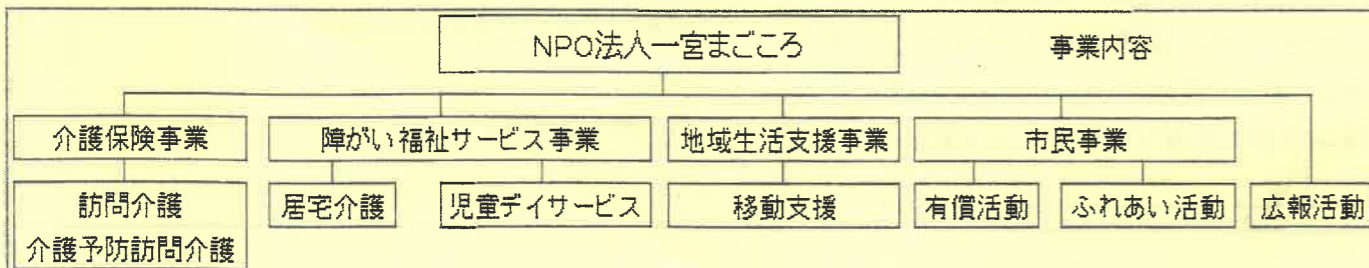 NPO法人一宮まごころ
事業内容
介護保険事業
障がい福祉サービス事業
地域生活支援事業
市民事業
訪問介護
介護予防訪問介護
居宅介護
児童デイサービス
移動支援
有償活動
ふれあい活動
広報活動